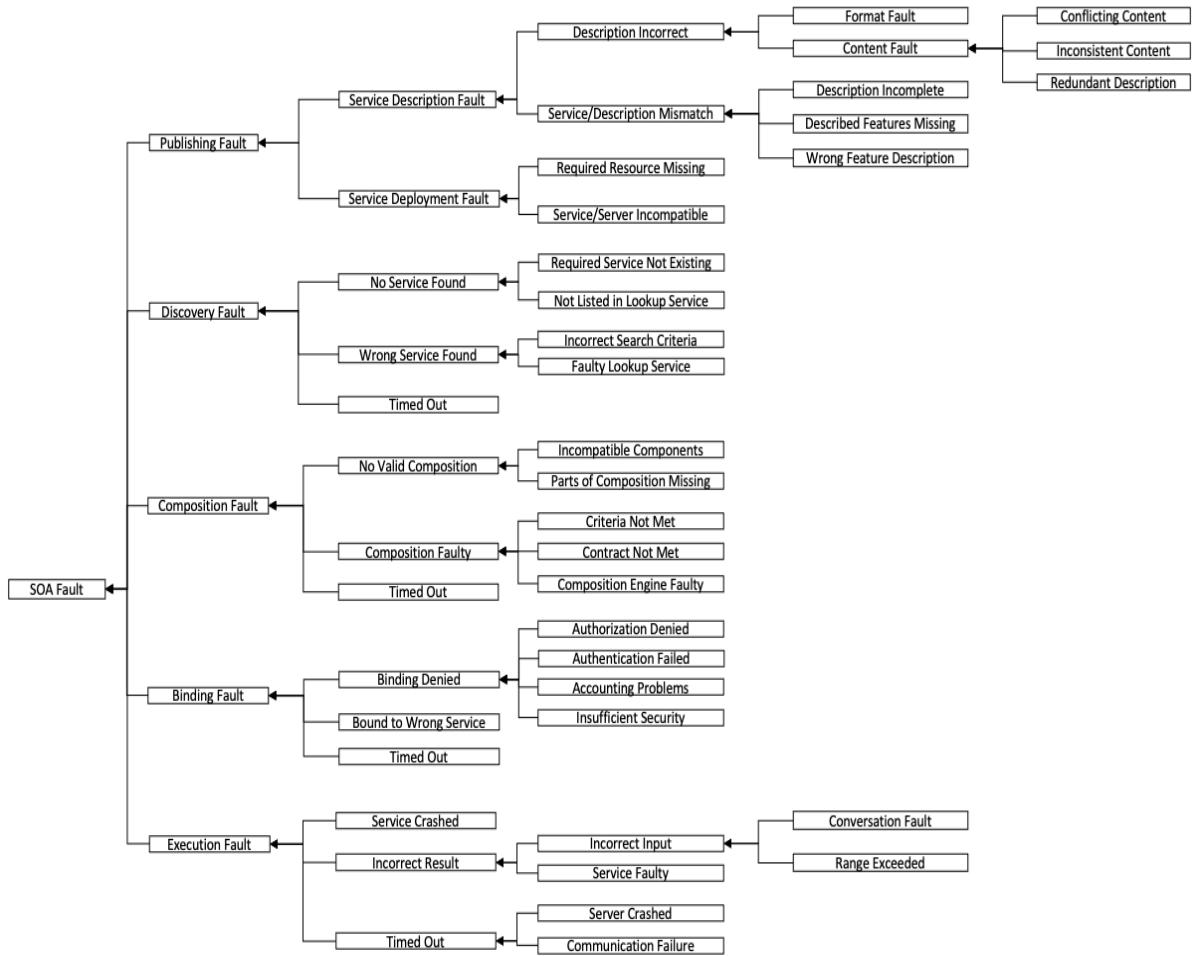 Format Fault
Conflicting Content
Description Incorrect
Content Fault
Inconsistent Content
Redundant Description
Description Incomplete
Service Description Fault
Service/Description Mismatch
Described Features Missing
Publishing Fault
Wrong Feature Description
Required Resource Missing
Service Deployment Fault
Service/Server Incompatible
Required Service Not Existing
No Service Found
Not Listed in Lookup Service
Discovery Fault
Incorrect Search Criteria
Wrong Service Found
Faulty Lookup Service
Timed Out
Incompatible Components
No Valid Composition
Parts of Composition Missing
Composition Fault
Criteria Not Met
Composition Faulty
Contract Not Met
Composition Engine Faulty
Timed Out
SOA Fault
Authorization Denied
Authentication Failed
Binding Denied
Accounting Problems
Binding Fault
Insufficient Security
Bound to Wrong Service
Timed Out
Service Crashed
Conversation Fault
Execution Fault
Incorrect Input
Incorrect Result
Range Exceeded
Service Faulty
Server Crashed
Timed Out
Communication Failure